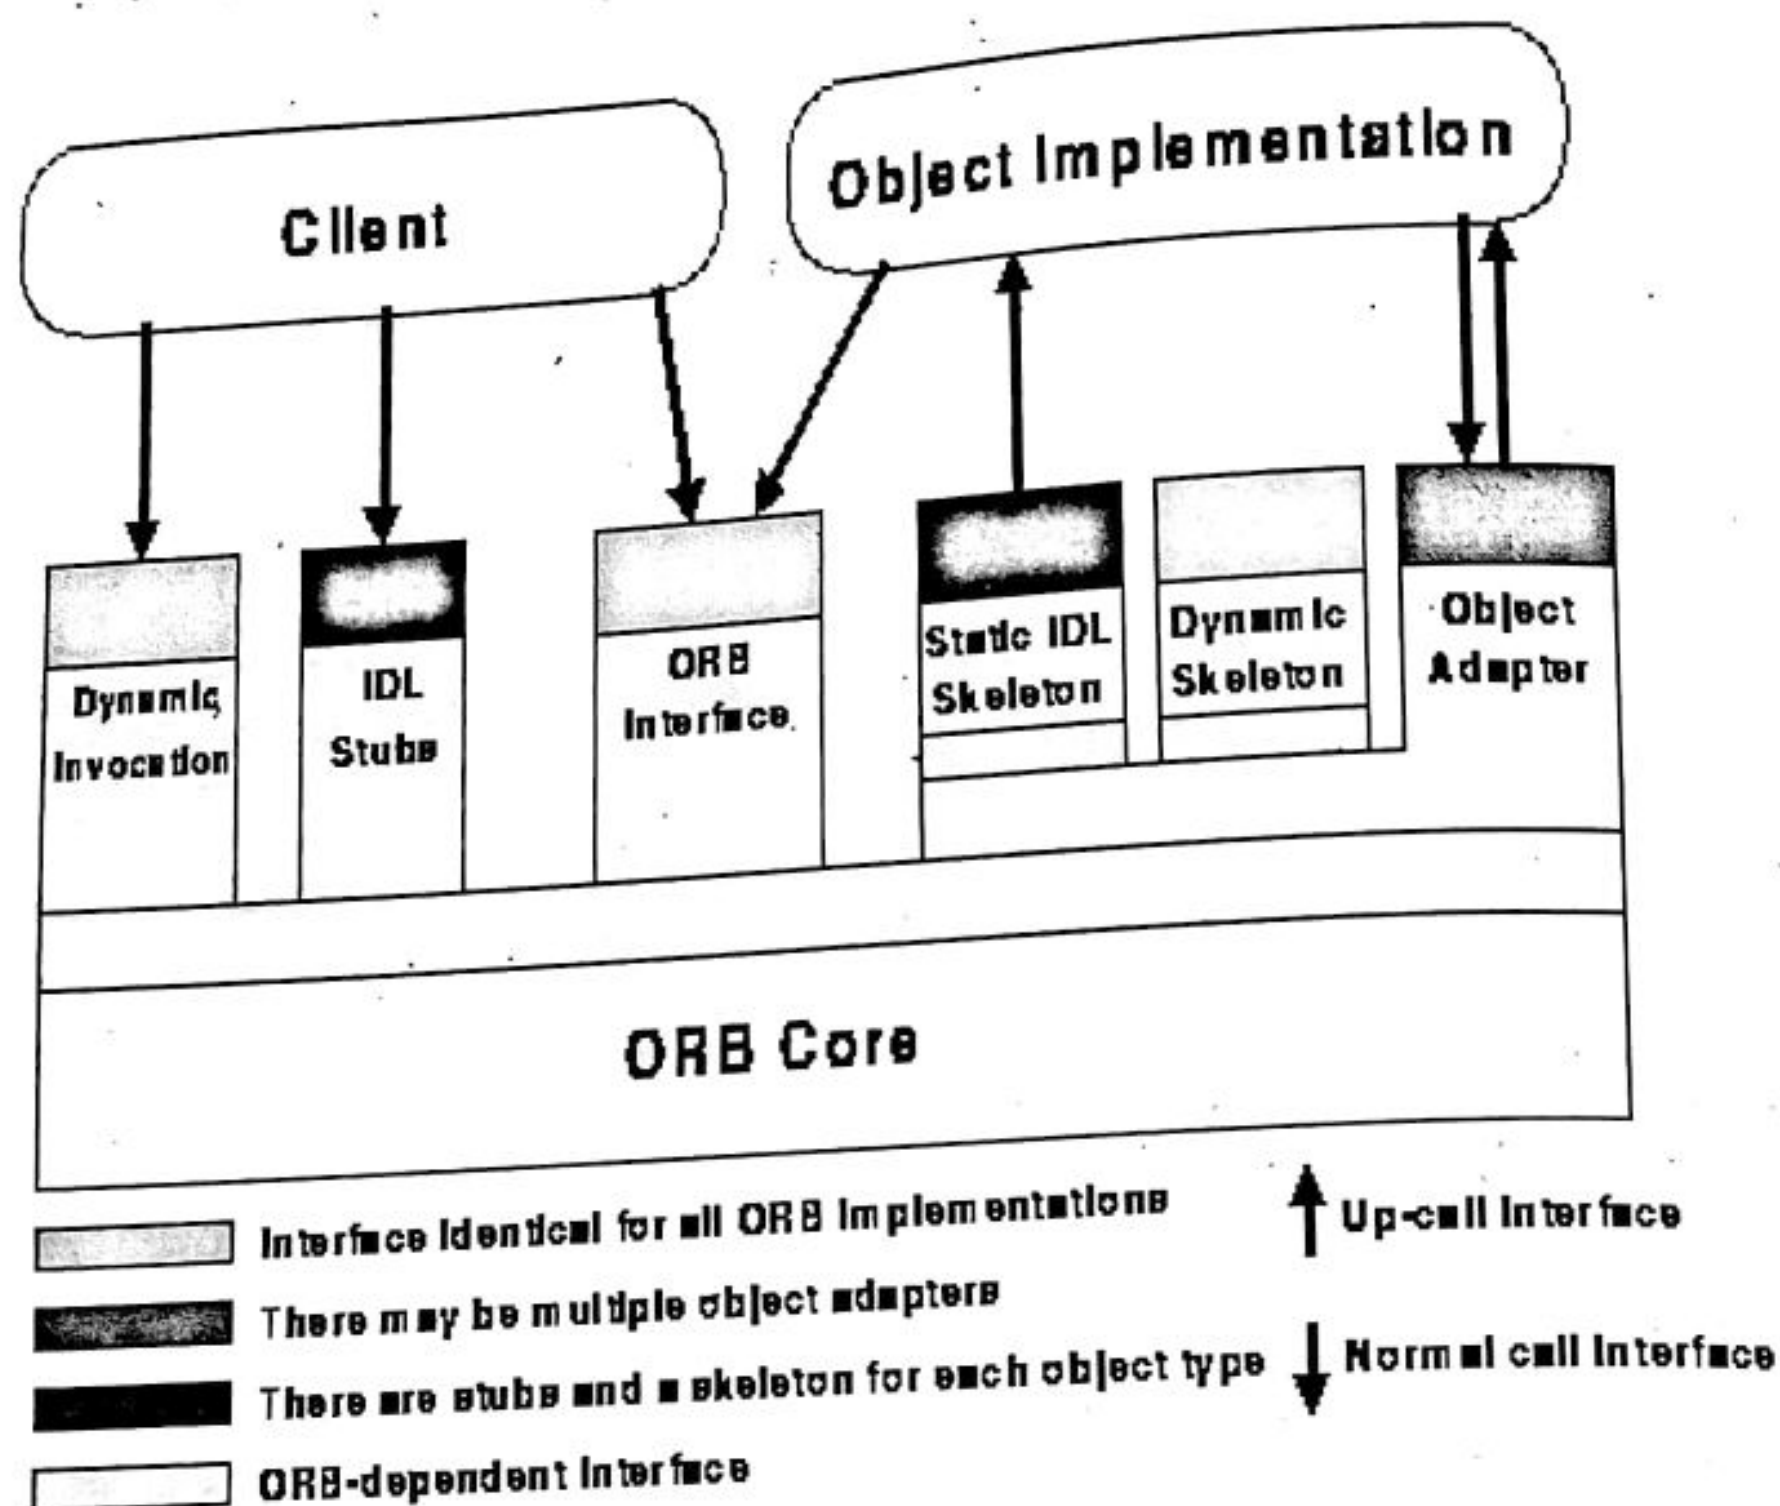 Client
Object Implementation
Dynamic
Invocation
IDL
Stubs
ORB
Interface
Static IDL
Skeleton
Dynamic
Skeleton
Object
Adapter
ORB Core
Interface identical for all ORB implementations
There may be multiple object adapters
There are stubs and a skeleton for each object type
ORB-dependent interface
Up-call interface
Normal call interface